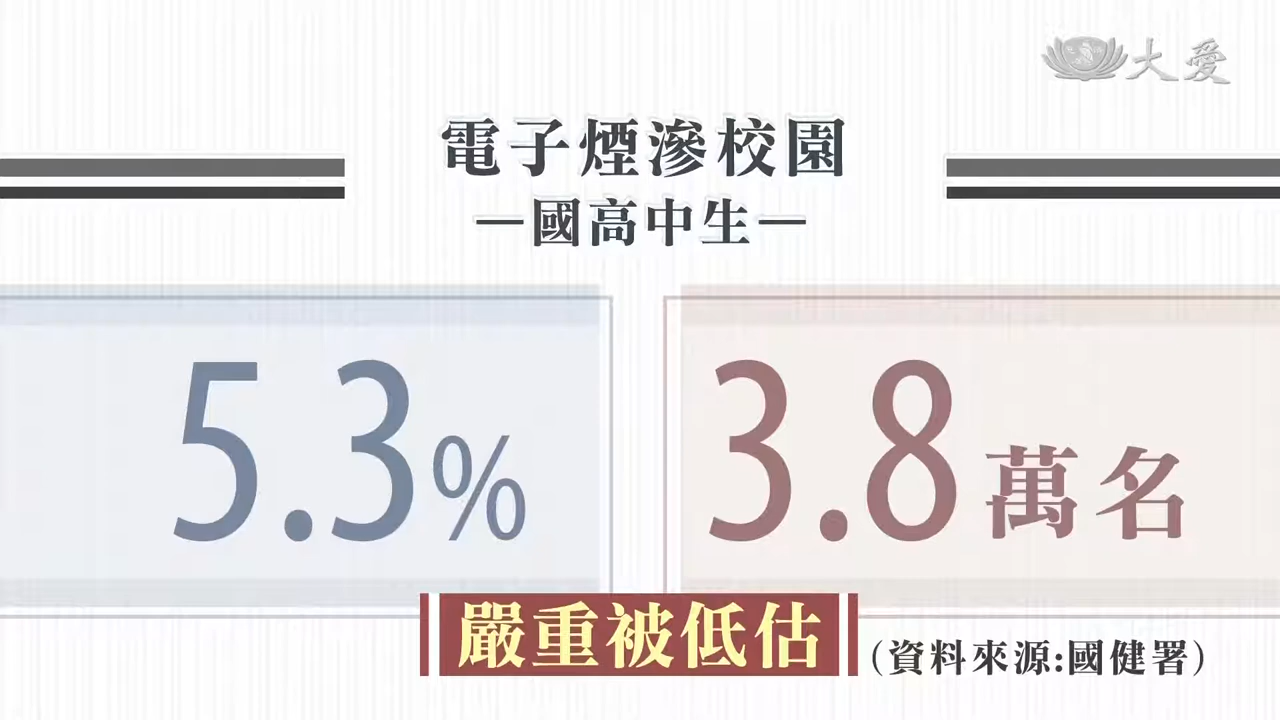 大愛
電子煙滲校園
—國高中生—
5.3%
3.8萬名
嚴重被低估
(資料來源:國健署)